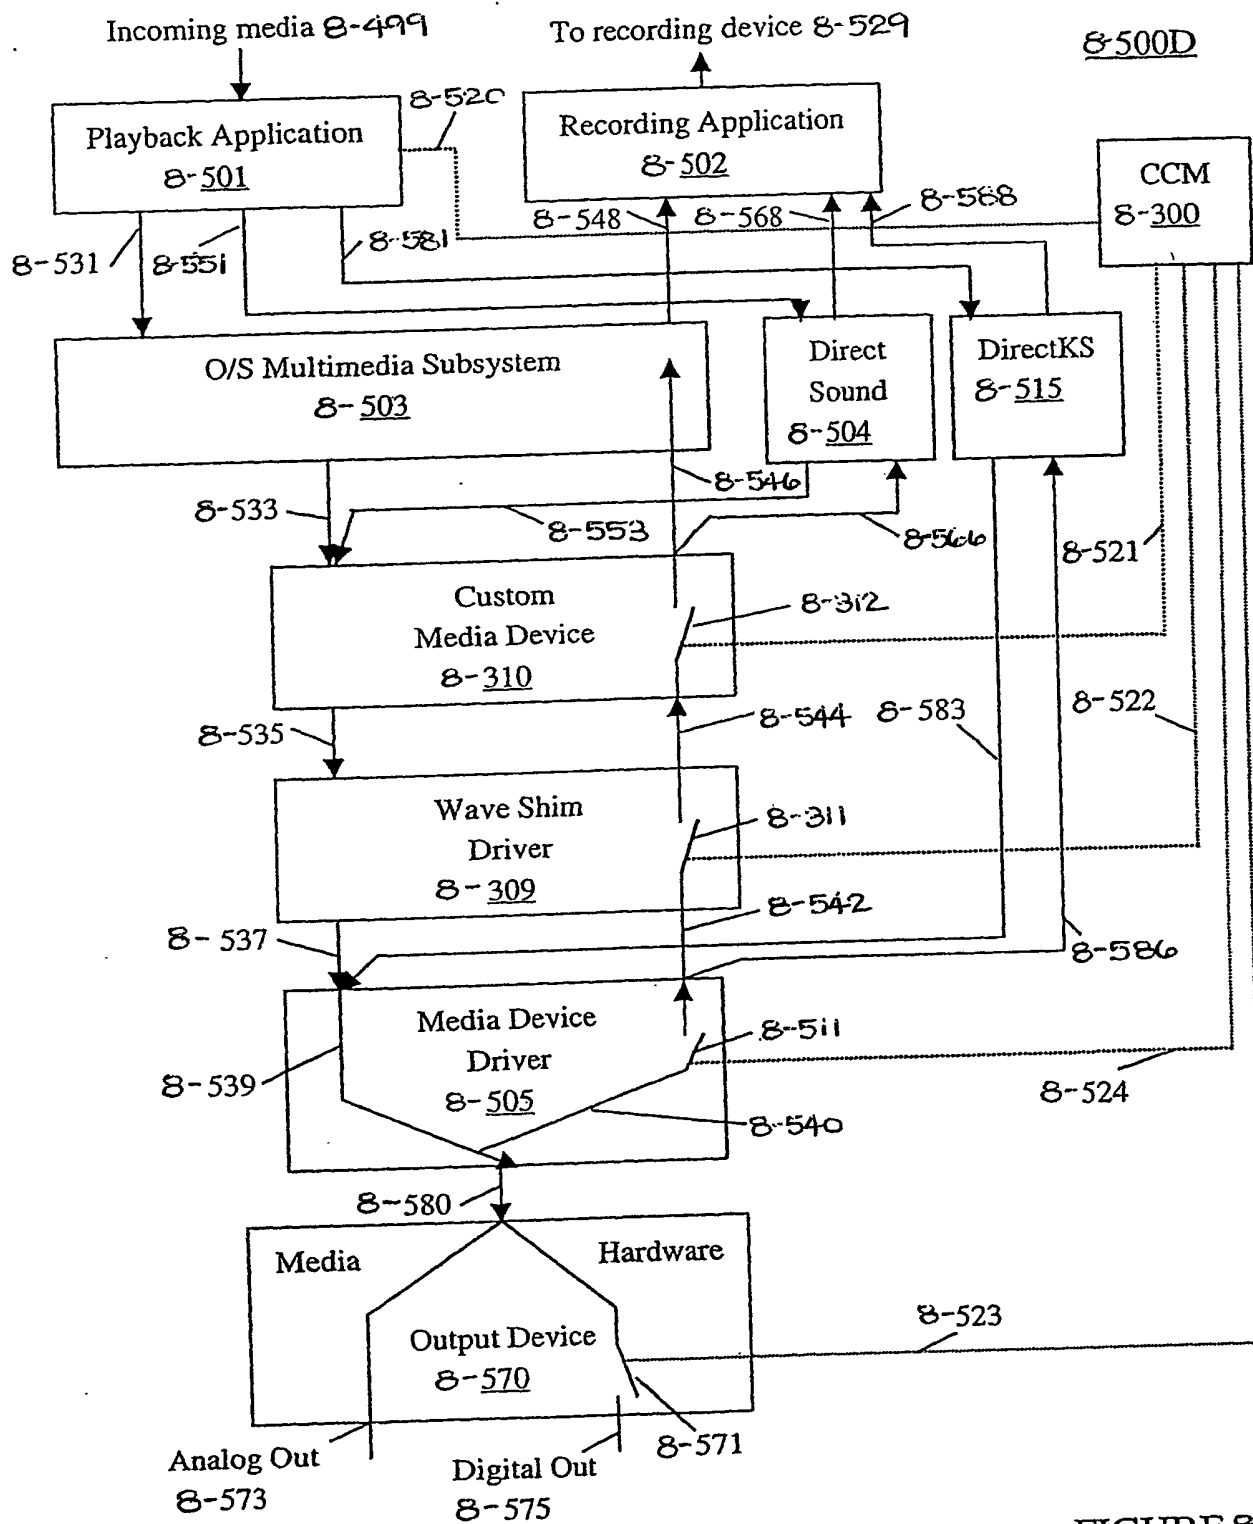 Incoming media 8-499
To recording device 8-529
8-500D
8-520
Playback Application
8-501
Recording Application
8-502
CCM
8-300
8-548
8-568
8-588
8-531
8-551
8-581
O/S Multimedia Subsystem
8-503
Direct
Sound
8-504
DirectKS
8-515
8-546
8-533
8-553
8-566
8-521
Custom
Media Device
8-310
8-312
8-535
8-544
8-583
8-522
Wave Shim
Driver
8-309
8-311
8-542
8-537
8-586
Media Device
Driver
8-505
8-511
8-539
8-524
8-540
8-580
Media
Hardware
Output Device
8-570
8-523
8-571
Analog Out
8-573
Digital Out
8-575